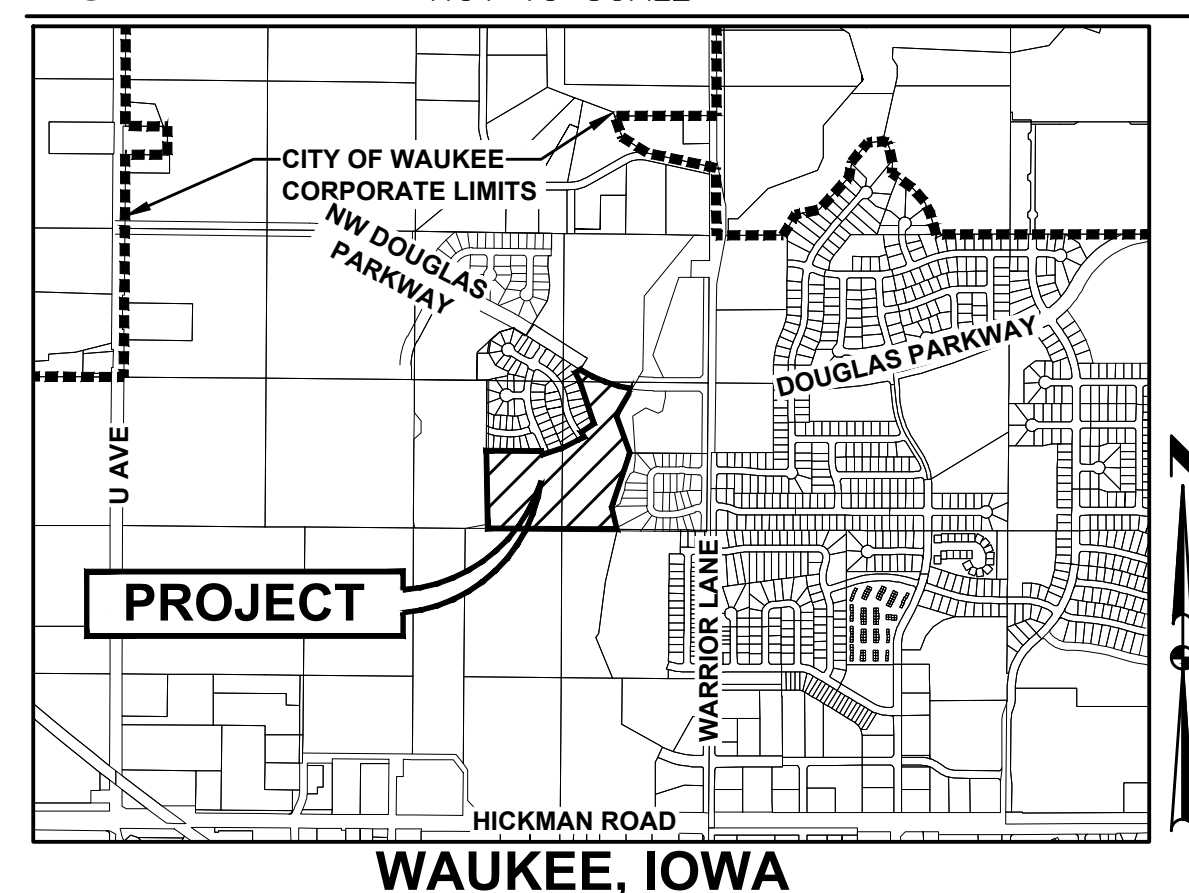 CITY OF WAUKEE
CORPORATE LIMITS
NW DOUGLAS
PARKWAY
DOUGLAS PARKWAY
U AVE
PROJECT
WARRIOR LANE
HICKMAN ROAD
WAUKEE, IOWA